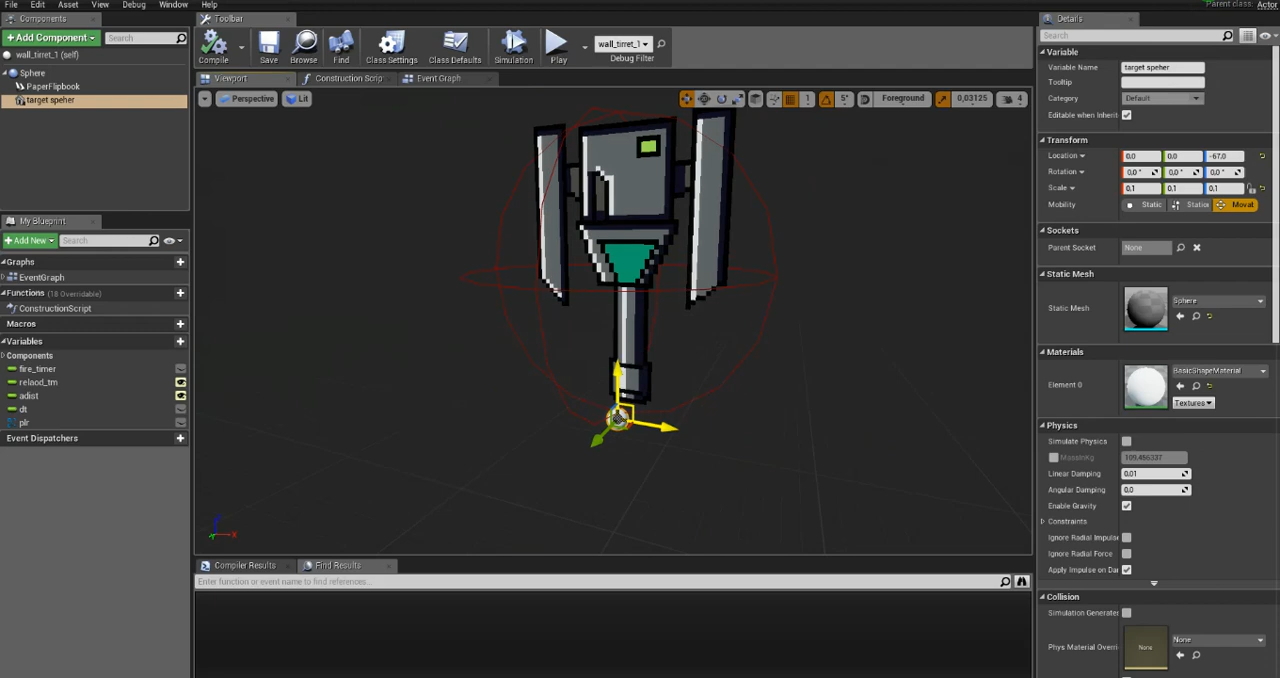 File Edit Asset View Debug Window Help
Parent class: Actor
Components
Toolbar
Details
Add Component
Search
wall_tirret_1 (self)
Sphere
PaperFlipbook
target speher
Compile
Save
Browse
Find
Class Settings
Class Defaults
Simulation
Play
wall_tirret_1
Debug Filter
Viewport
Construction Scrip
Event Graph
Perspective
Lit
1
5°
Foreground
0,03125
4
My Blueprint
Add New
Search
Graphs
EventGraph
Functions (18 Overridable)
ConstructionScript
Macros
Variables
Components
fire_timer
relaod_tm
adist
dt
plr
Event Dispatchers
Compiler Results
Find Results
Enter function or event name to find references...
Search
Variable
Variable Name target speher
Tooltip
Category Default
Editable when Inherit
Transform
Location 0.0 0.0 -67.0
Rotation 0.0° 0.0° 0.0°
Scale 0.1 0.1 0.1
Mobility Static Station Movat
Sockets
Parent Socket None
Static Mesh
Static Mesh
Sphere
Materials
Element 0
BasicShapeMaterial
Textures
Physics
Simulate Physics
MassInKg 109,456337
Linear Damping 0.01
Angular Damping 0.0
Enable Gravity
Constraints
Ignore Radial Impulse
Ignore Radial Force
Apply Impulse on Dam
Collision
Simulation Generates
Phys Material Overri
None
None